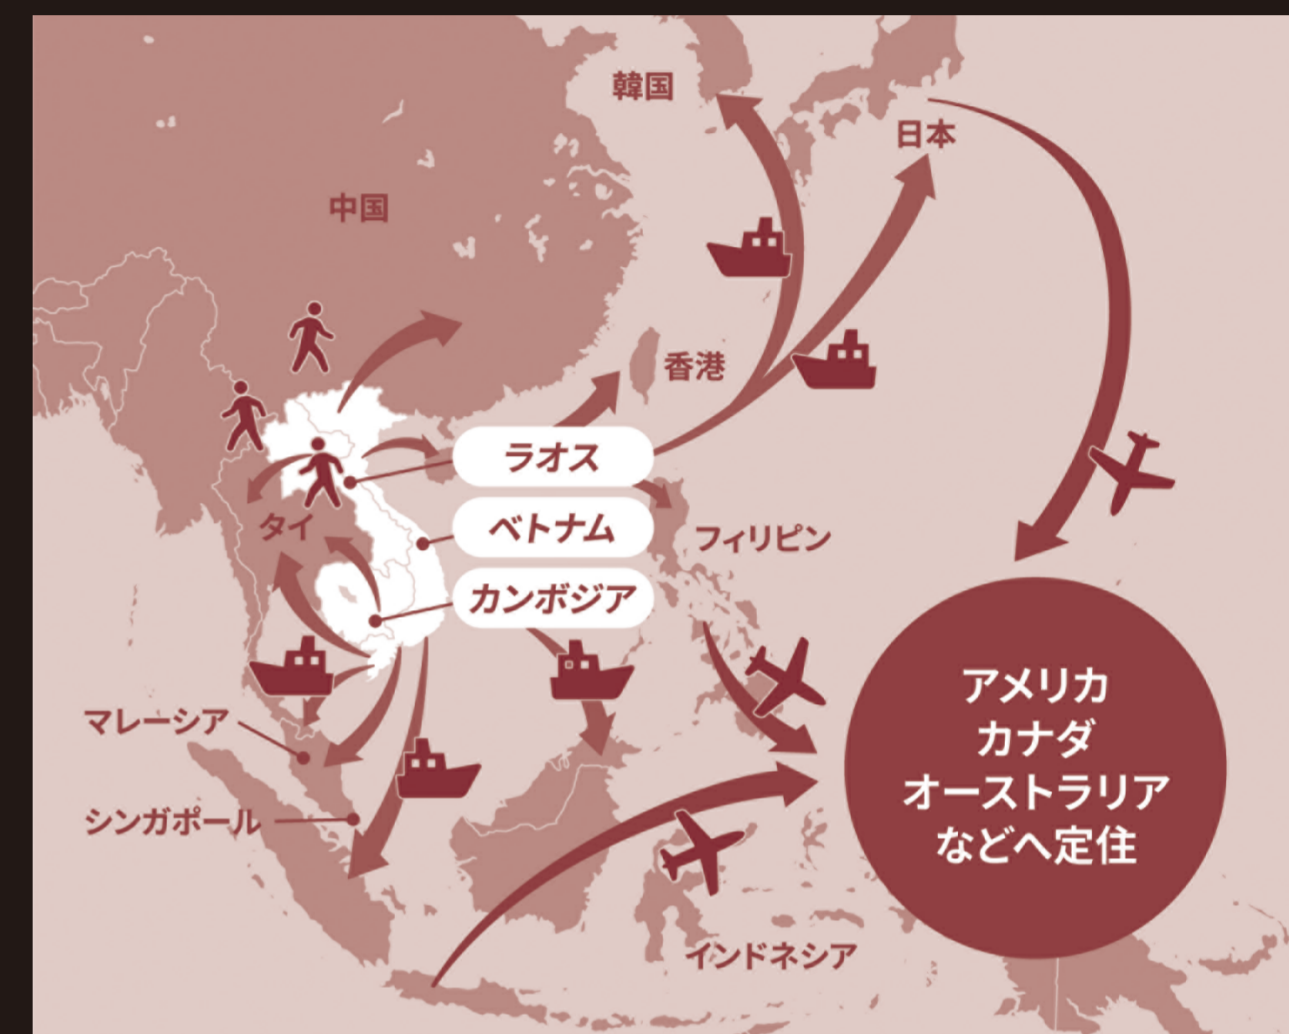 韓国
日本
中国
香港
ラオス
タイ
ベトナム
フィリピン
カンボジア
マレーシア
シンガポール
アメリカ
カナダ
オーストラリア
などへ定住
インドネシア